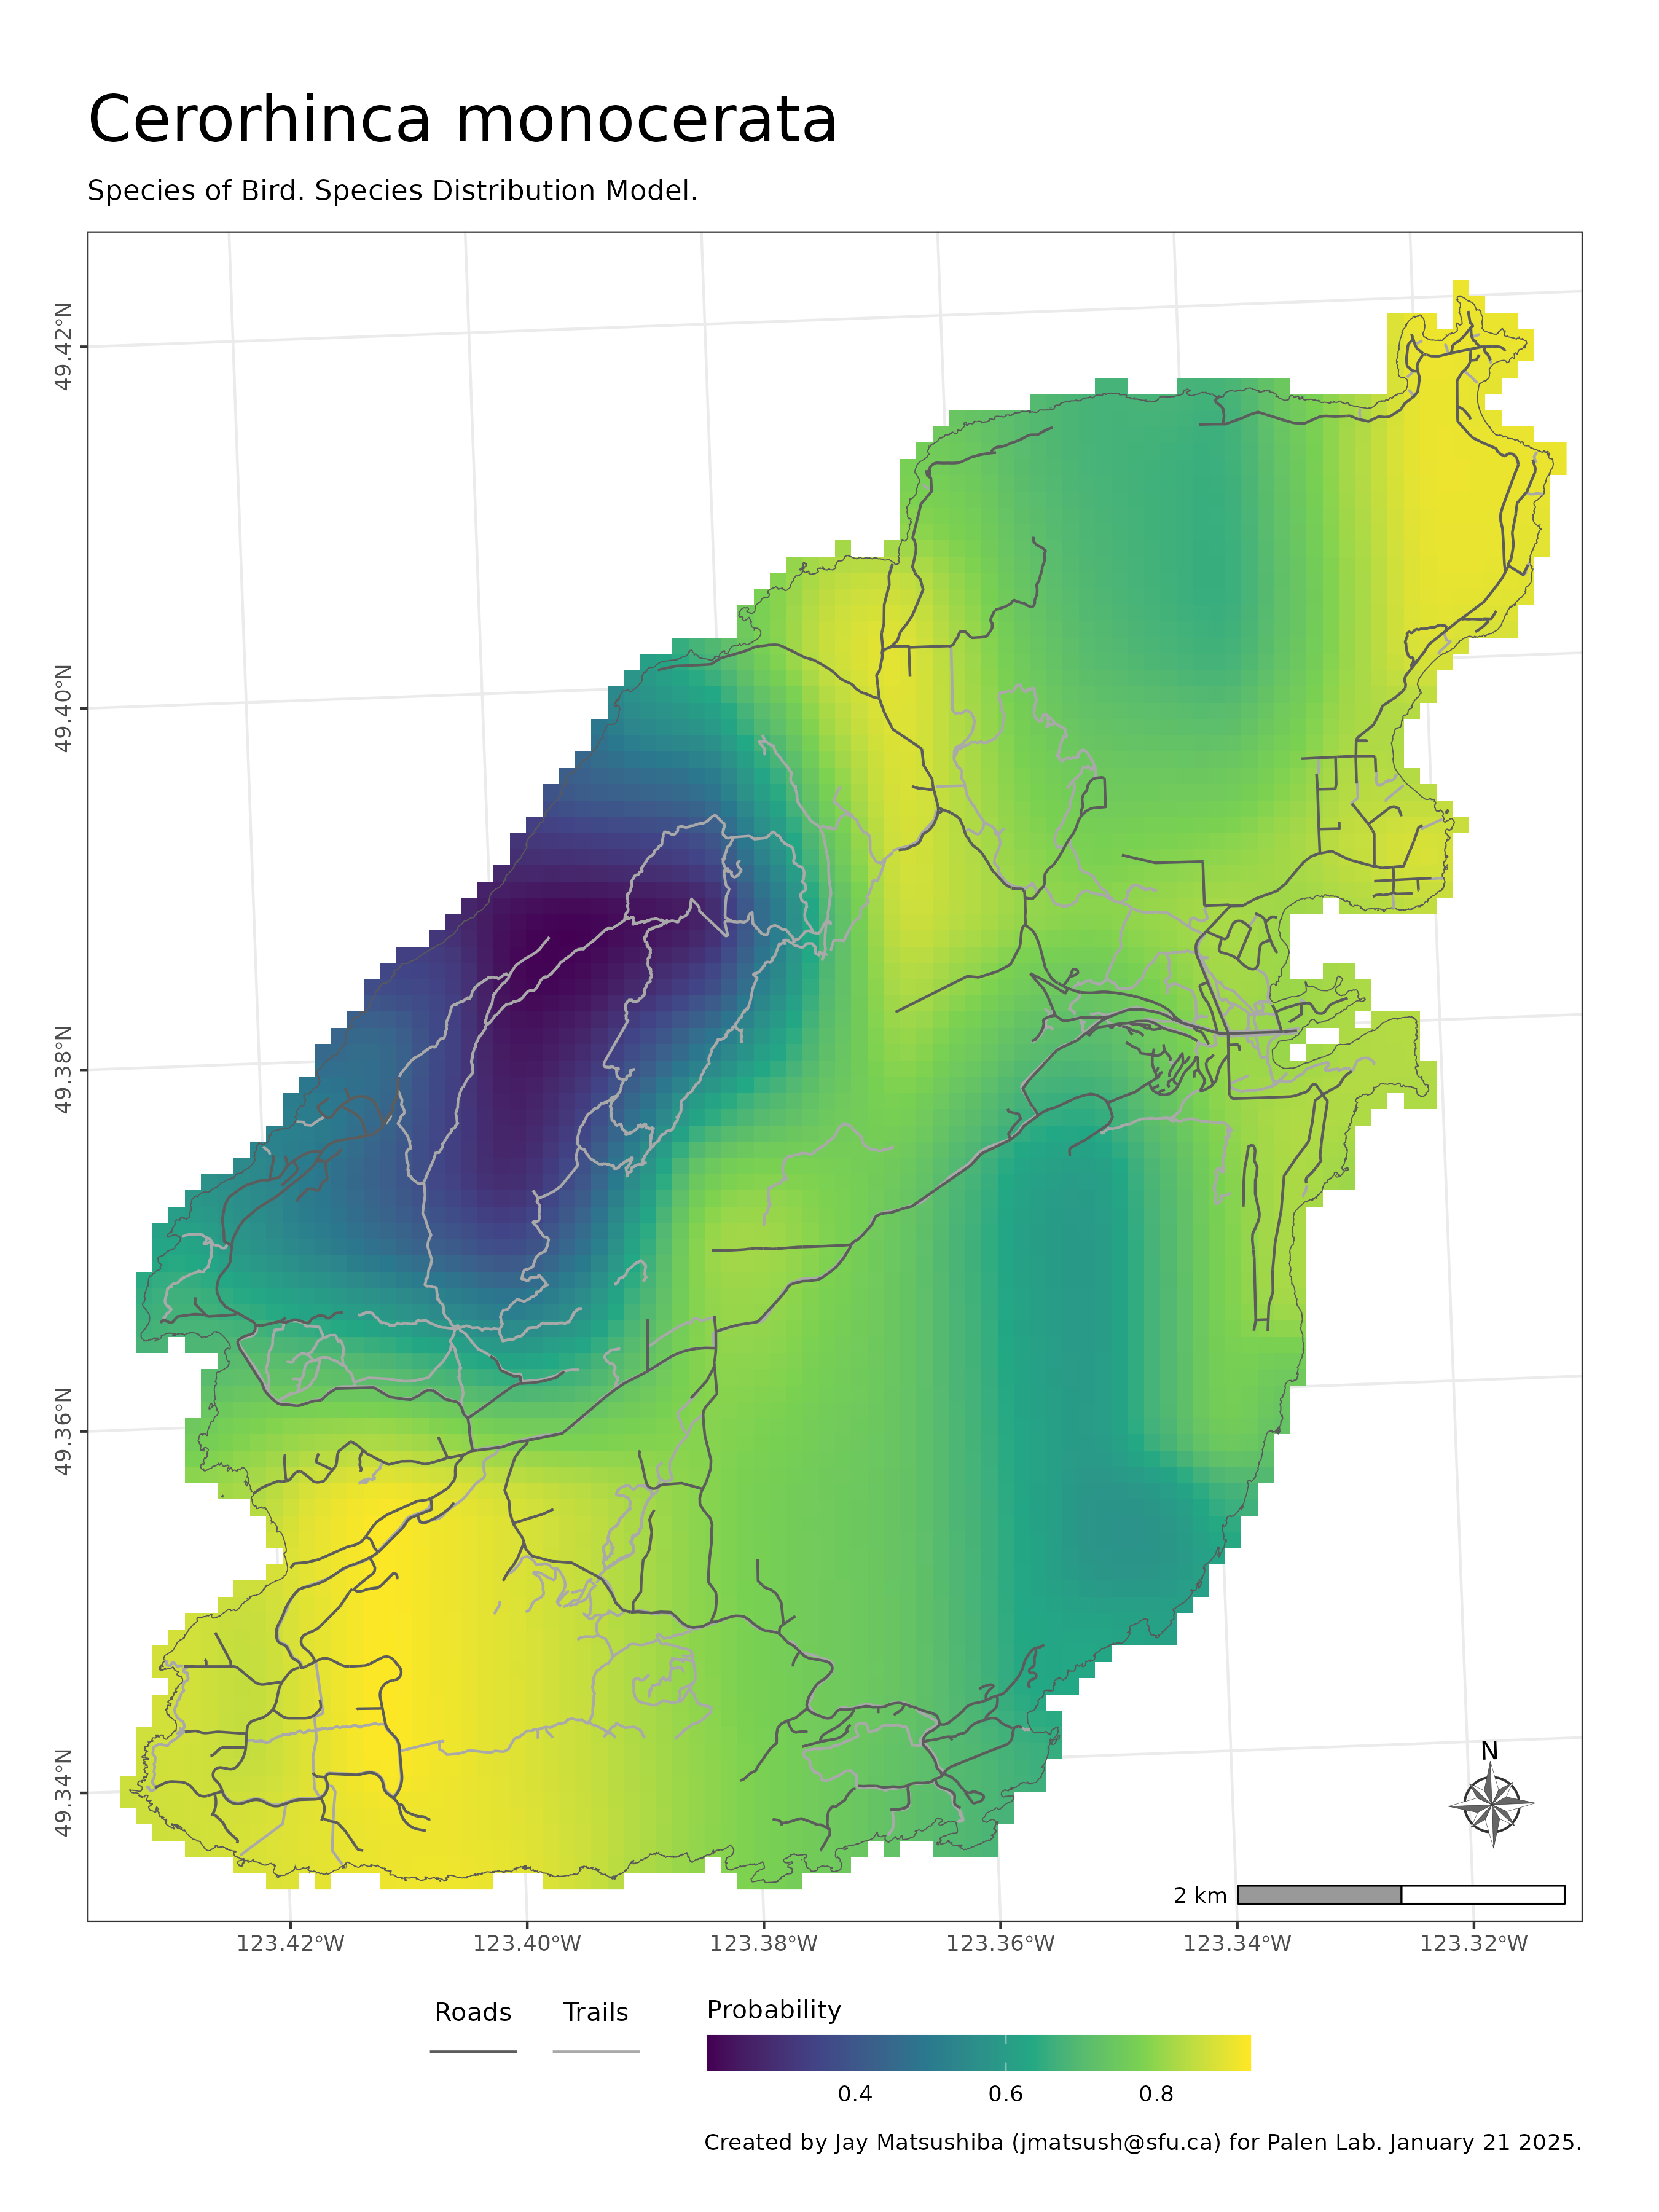 Cerorhinca monocerata
Species of Bird. Species Distribution Model.
49.42°N
49.40°N
49.38°N
49.36°N
49.34°N
N
2 km
123.42°W 123.40°W 123.38°W 123.36°W 123.34°W 123.32°W
Roads Trails Probability
0.4 0.6 0.8
Created by Jay Matsushiba (jmatsush@sfu.ca) for Palen Lab. January 21 2025.